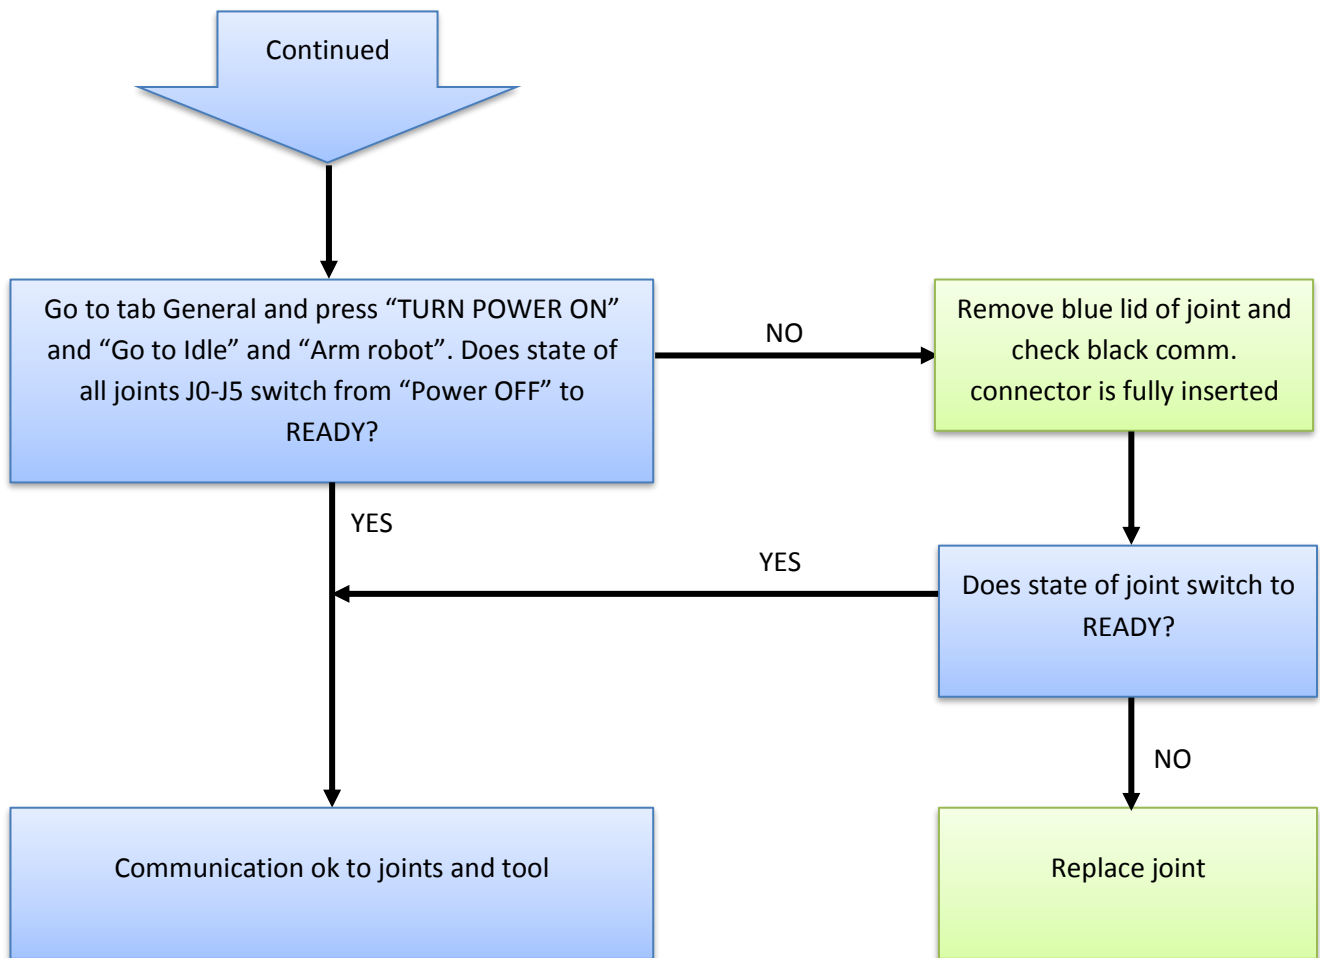 Continued
Go to tab General and press “TURN POWER ON”
and “Go to Idle” and “Arm robot”. Does state of
all joints J0-J5 switch from “Power OFF” to
READY?
NO
Remove blue lid of joint and
check black comm.
connector is fully inserted
YES
YES
Does state of joint switch to
READY?
NO
Communication ok to joints and tool
Replace joint